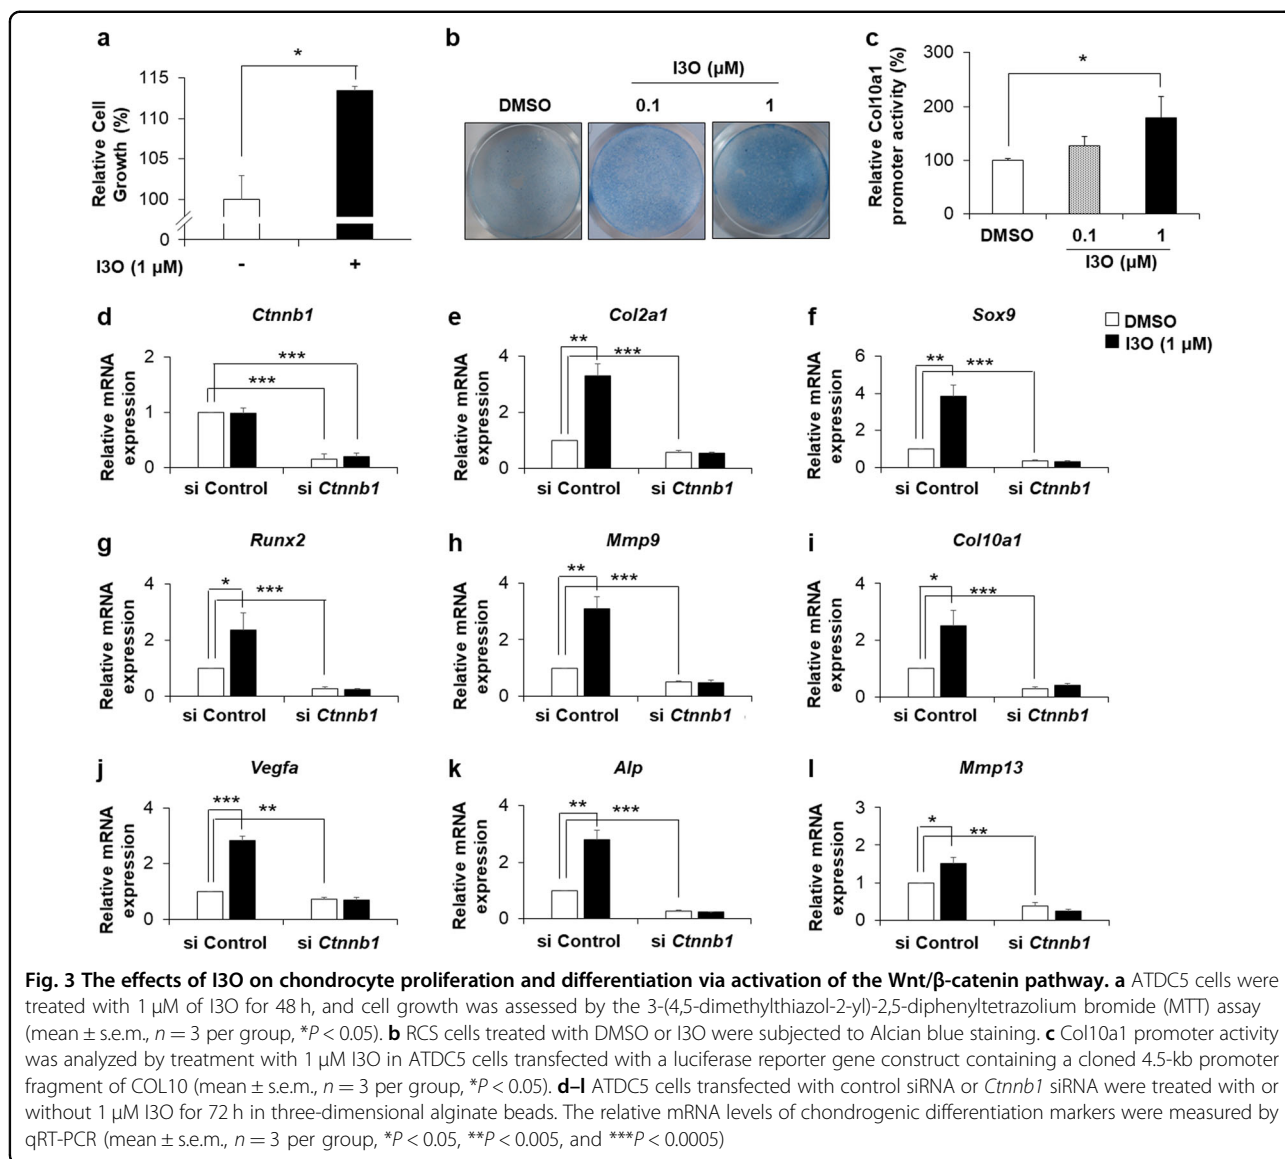 a
*
Relative Cell
Growth (%)
115
110
105
100
0
I3O (1 µM)
-
+
b
I3O (µM)
DMSO
0.1
1
c
*
Relative Col10a1
promoter activity (%)
300
200
100
0
DMSO
0.1
1
I3O (µM)
d
Ctnnb1
Relative mRNA
expression
2
1
0
***
***
si Control
si Ctnnb1
e
Col2a1
Relative mRNA
expression
4
2
0
**
***
si Control
si Ctnnb1
f
Sox9
DMSO
I3O (1 µM)
Relative mRNA
expression
6
4
2
0
**
***
si Control
si Ctnnb1
g
Runx2
Relative mRNA
expression
4
2
0
*
***
si Control
si Ctnnb1
h
Mmp9
Relative mRNA
expression
4
2
0
**
***
si Control
si Ctnnb1
i
Col10a1
Relative mRNA
expression
4
2
0
*
***
si Control
si Ctnnb1
j
Vegfa
Relative mRNA
expression
4
2
0
***
**
si Control
si Ctnnb1
k
Alp
Relative mRNA
expression
4
2
0
**
***
si Control
si Ctnnb1
l
Mmp13
Relative mRNA
expression
3
2
1
0
*
**
si Control
si Ctnnb1
Fig. 3 The effects of I3O on chondrocyte proliferation and differentiation via activation of the Wnt/β-catenin pathway. a ATDC5 cells were
treated with 1 µM of I3O for 48 h, and cell growth was assessed by the 3-(4,5-dimethylthiazol-2-yl)-2,5-diphenyltetrazolium bromide (MTT) assay
(mean ± s.e.m., n = 3 per group, *P < 0.05). b RCS cells treated with DMSO or I3O were subjected to Alcian blue staining. c Col10a1 promoter activity
was analyzed by treatment with 1 µM I3O in ATDC5 cells transfected with a luciferase reporter gene construct containing a cloned 4.5-kb promoter
fragment of COL10 (mean ± s.e.m., n = 3 per group, *P < 0.05). d–l ATDC5 cells transfected with control siRNA or Ctnnb1 siRNA were treated with or
without 1 µM I3O for 72 h in three-dimensional alginate beads. The relative mRNA levels of chondrogenic differentiation markers were measured by
qRT-PCR (mean ± s.e.m., n = 3 per group, *P < 0.05, **P < 0.005, and ***P < 0.0005)